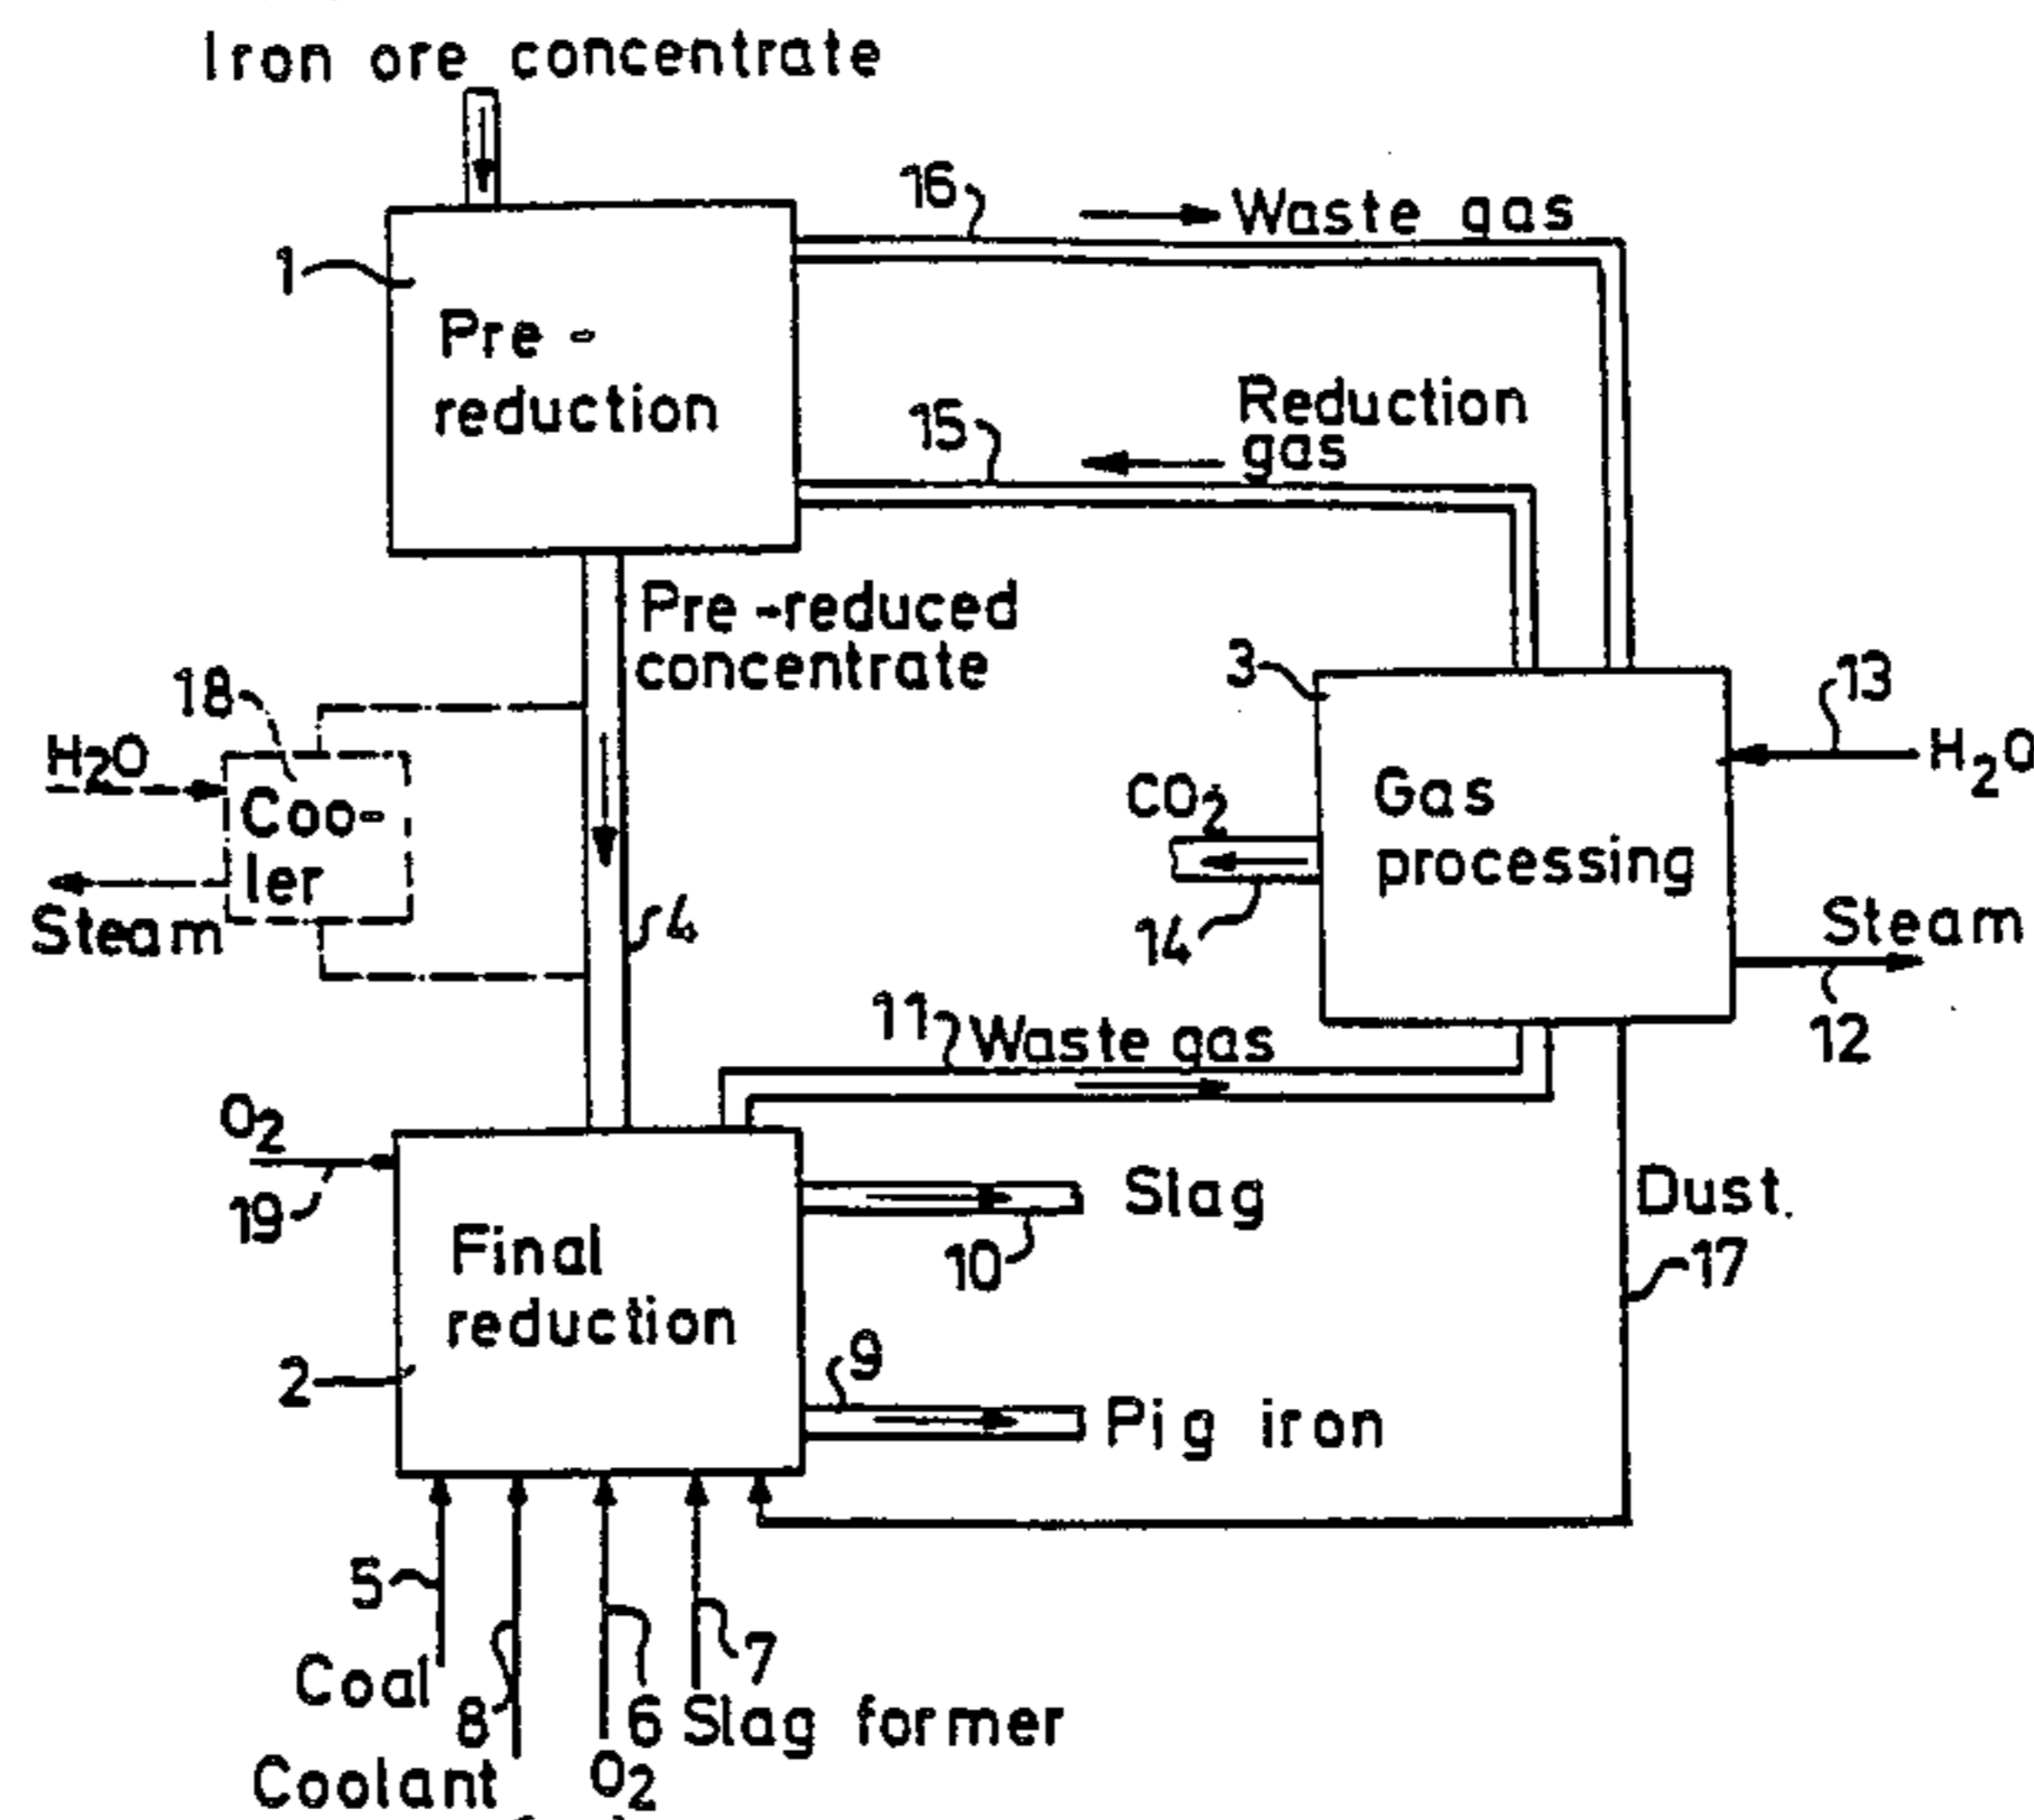 Iron ore concentrate
16
Waste gas
1
Pre-
reduction
15
Reduction
gas
Pre-reduced
concentrate
18
3
13
H2O
Coo-
ler
Steam
H2O
CO2
Gas
processing
14
4
Steam
12
11
Waste gas
O2
19
Slag
10
Dust.
17
Final
reduction
2
9
Pig iron
5
Coal
8
Coolant
6
O2
7
Slag former